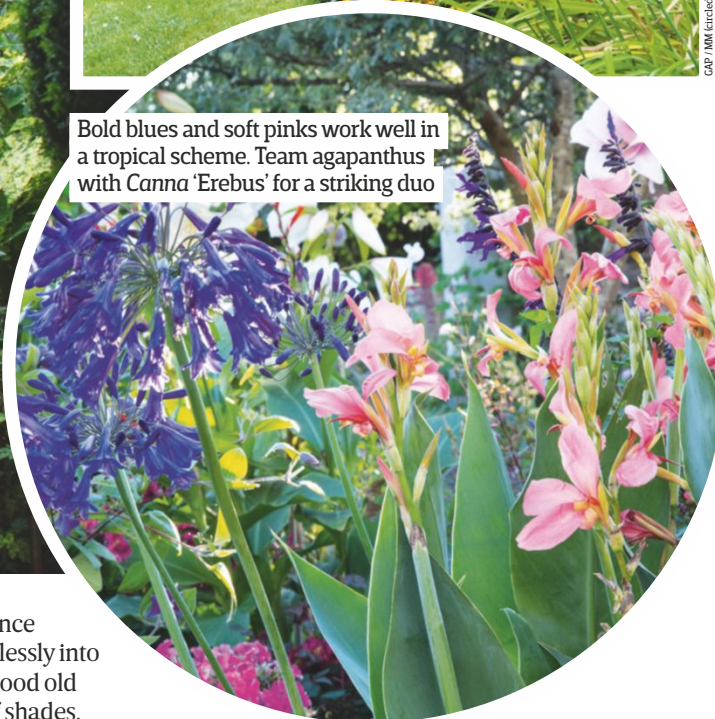 GAP / MM (circled
Bold blues and soft pinks work well in
a tropical scheme. Team agapanthus
with Canna ‘Erebus’ for a striking duo
nce
lessly into
ood old
f shades.